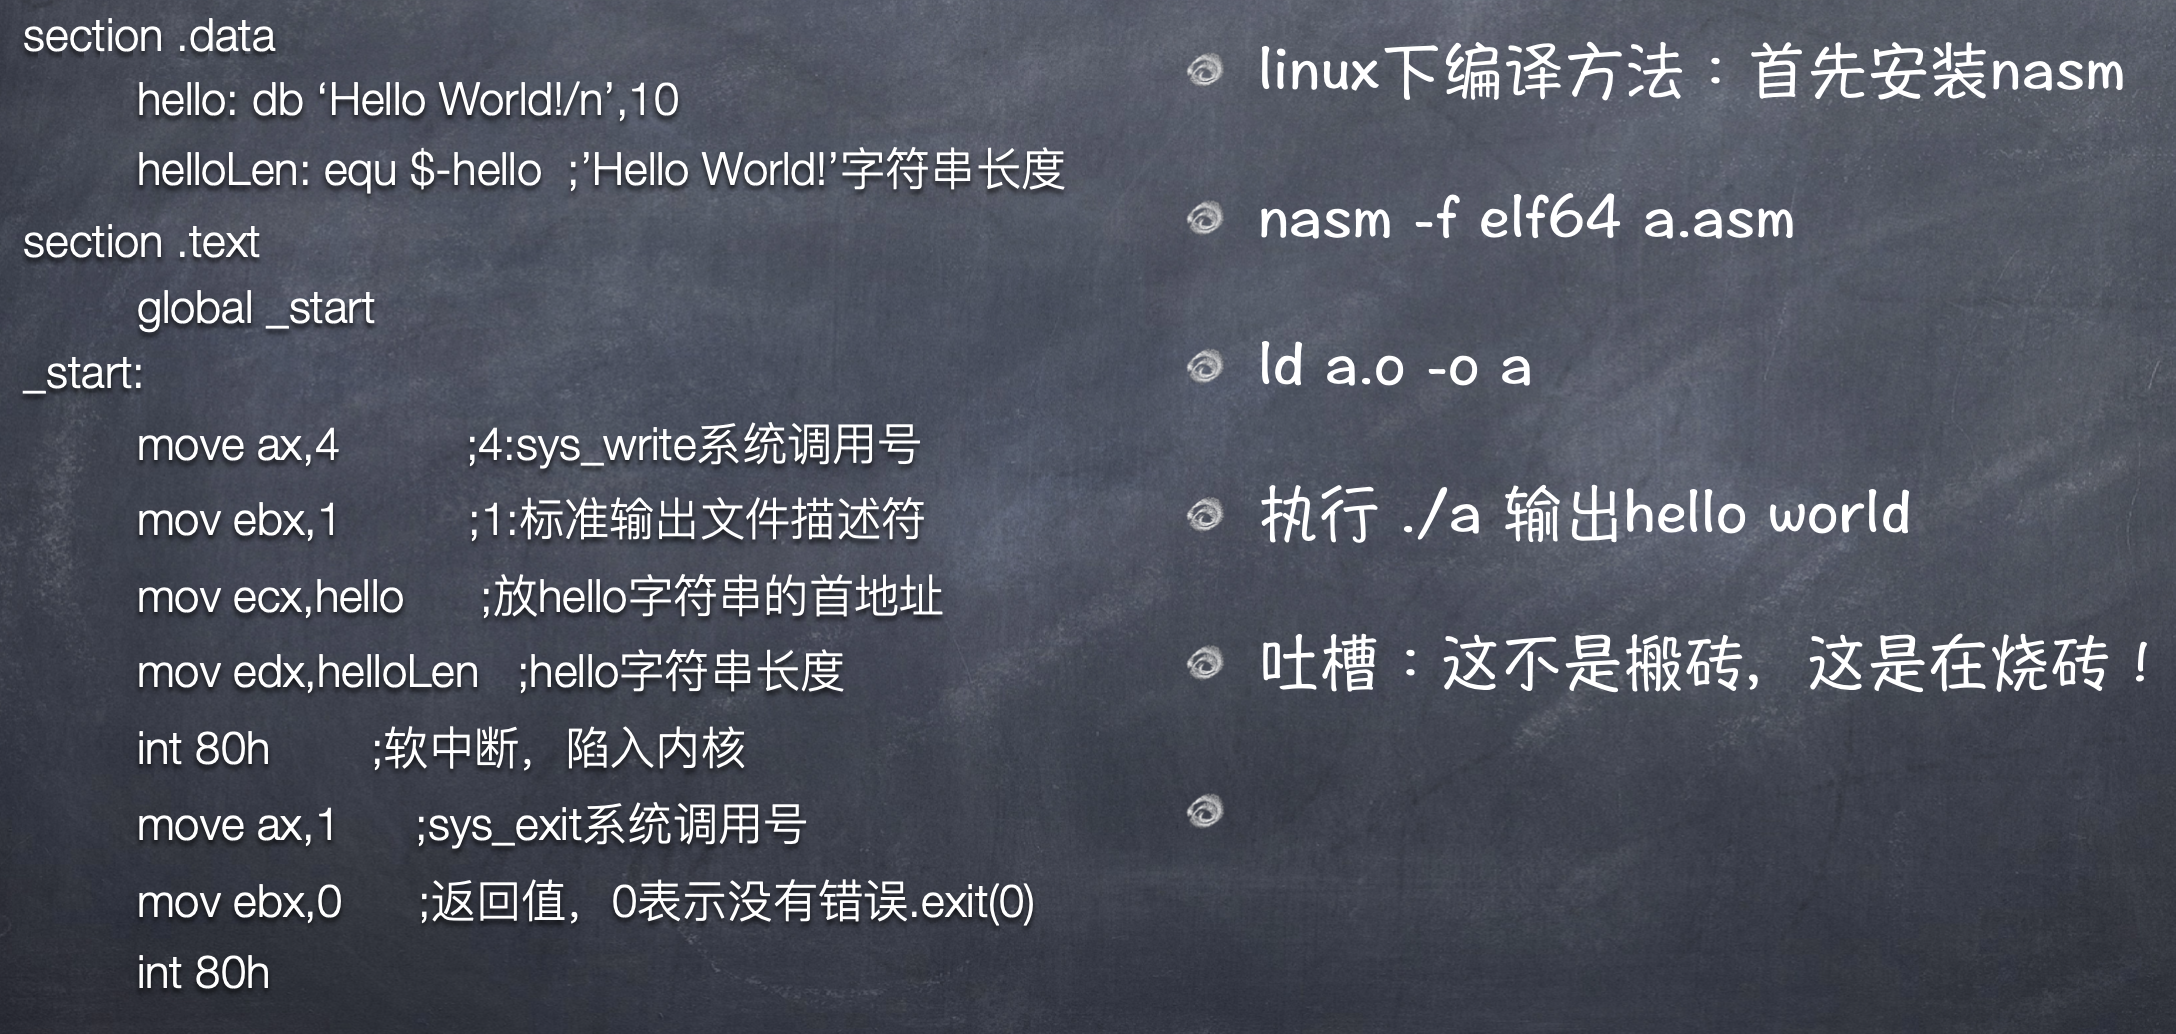 section .data
hello: db ‘Hello World!/n’,10
helloLen: equ $-hello ;’Hello World!’字符串长度
section .text
global _start
_start:
move ax,4 ;4:sys_write系统调用号
mov ebx,1 ;1:标准输出文件描述符
mov ecx,hello ;放hello字符串的首地址
mov edx,helloLen ;hello字符串长度
int 80h ;软中断，陷入内核
move ax,1 ;sys_exit系统调用号
mov ebx,0 ;返回值，0表示没有错误.exit(0)
int 80h
linux下编译方法：首先安装nasm
nasm -f elf64 a.asm
ld a.o -o a
执行 ./a 输出hello world
吐槽：这不是搬砖，这是在烧砖！